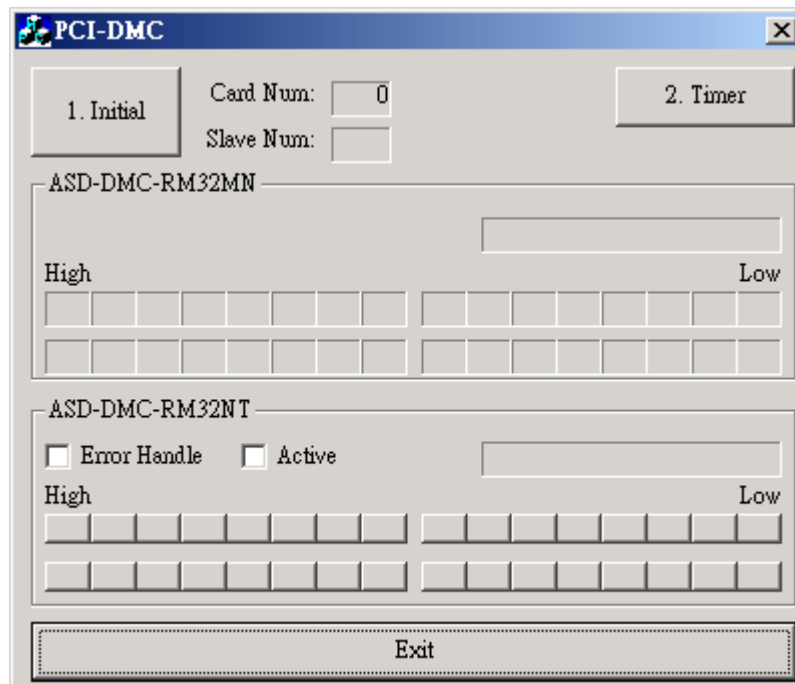 PCI-DMC
1. Initial
Card Num: 0
2. Timer
Slave Num:
ASD-DMC-RM32MN
High Low
ASD-DMC-RM32NT
Error Handle Active
High Low
Exit